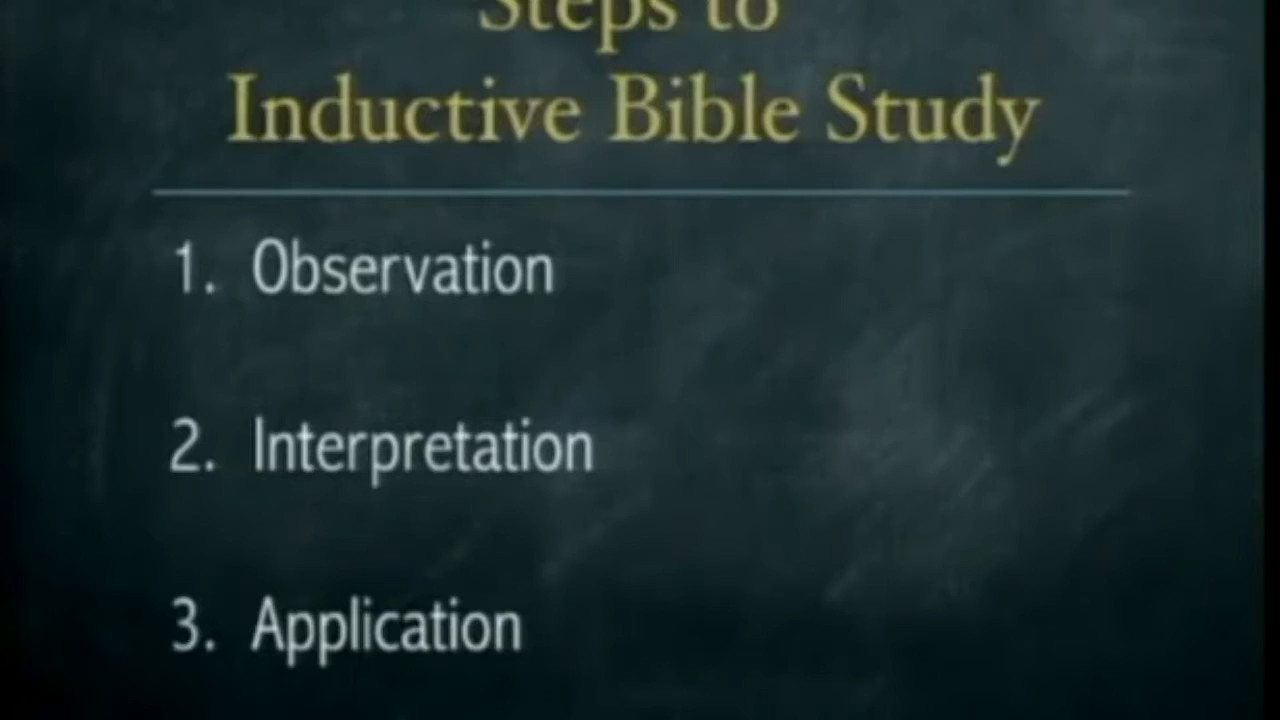 Steps to
Inductive Bible Study
1. Observation
2. Interpretation
3. Application